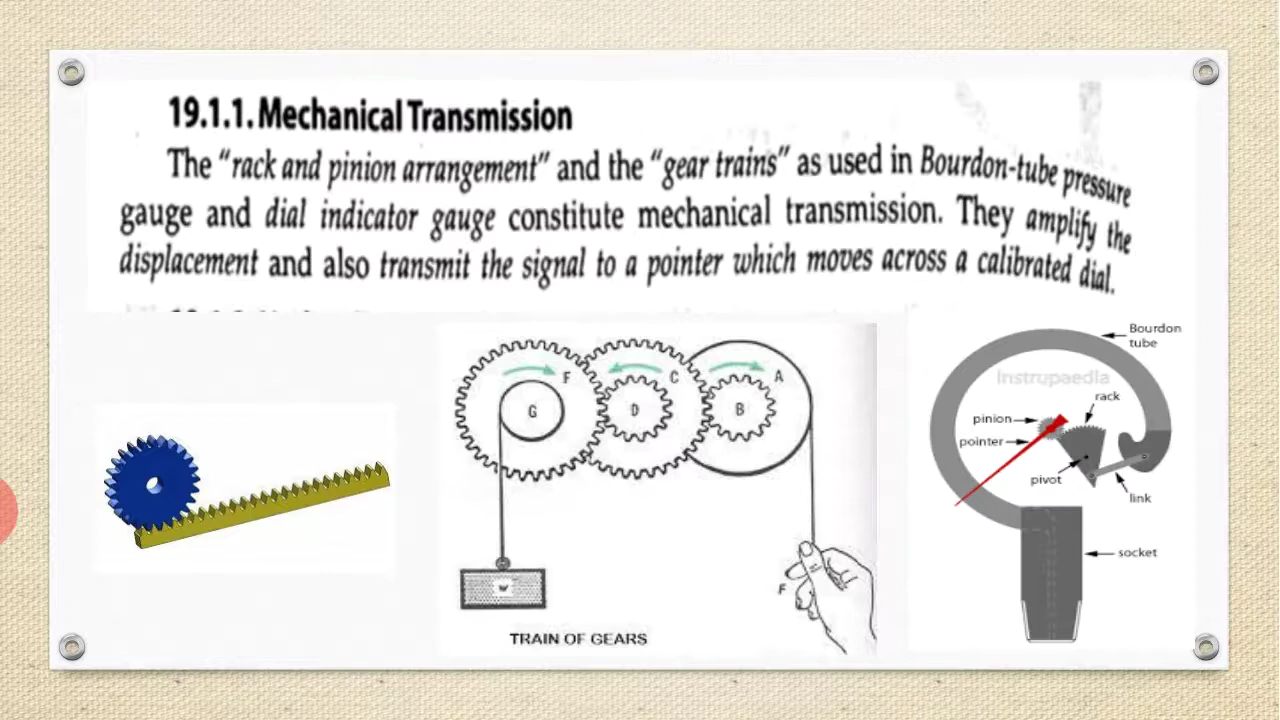 19.1.1. Mechanical Transmission
The "rack and pinion arrangement" and the "gear trains" as used in Bourdon-tube pressure
gauge and dial indicator gauge constitute mechanical transmission. They amplify the
displacement and also transmit the signal to a pointer which moves across a calibrated dial.
F
C
A
G
D
B
W
F
TRAIN OF GEARS
Bourdon
tube
Instrupaedia
rack
pinion
pointer
pivot
link
socket